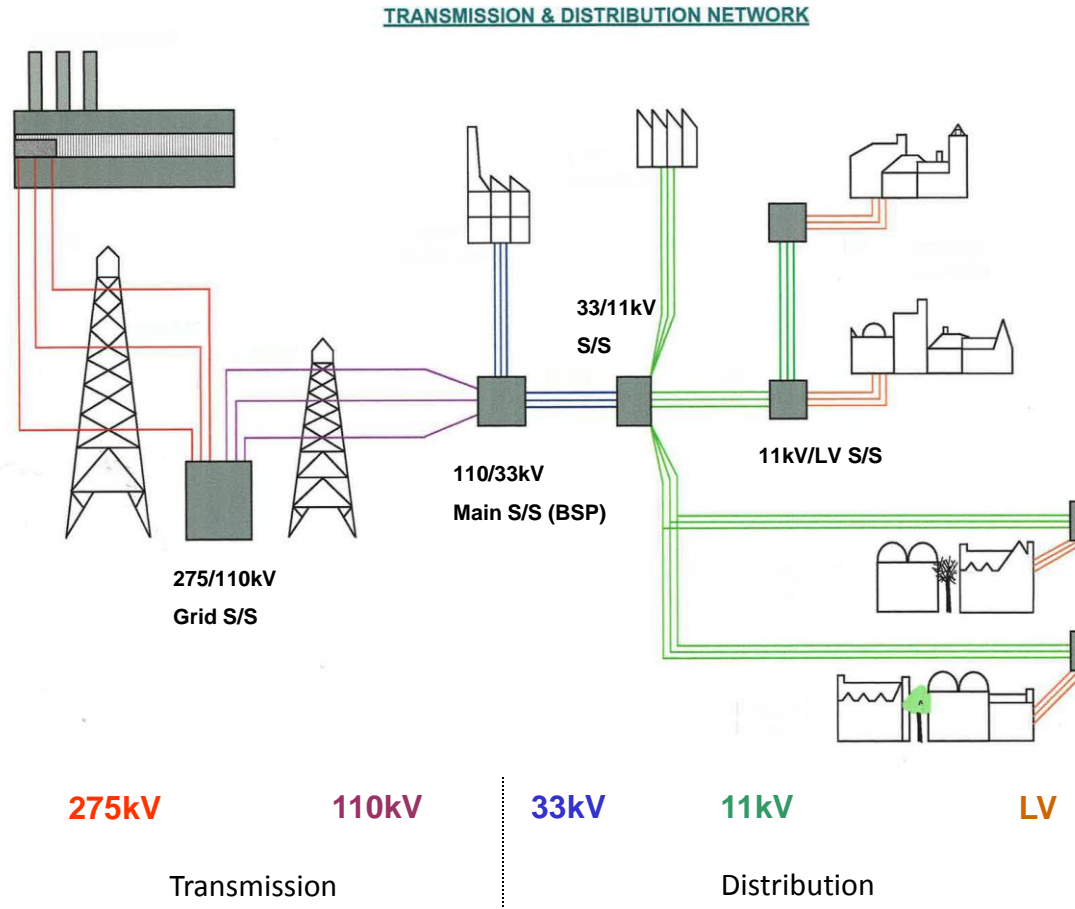 TRANSMISSION & DISTRIBUTION NETWORK
33/11kV
S/S
110/33kV
Main S/S (BSP)
11kV/LV S/S
275/110kV
Grid S/S
275kV
110kV
33kV
11kV
LV
Transmission
Distribution